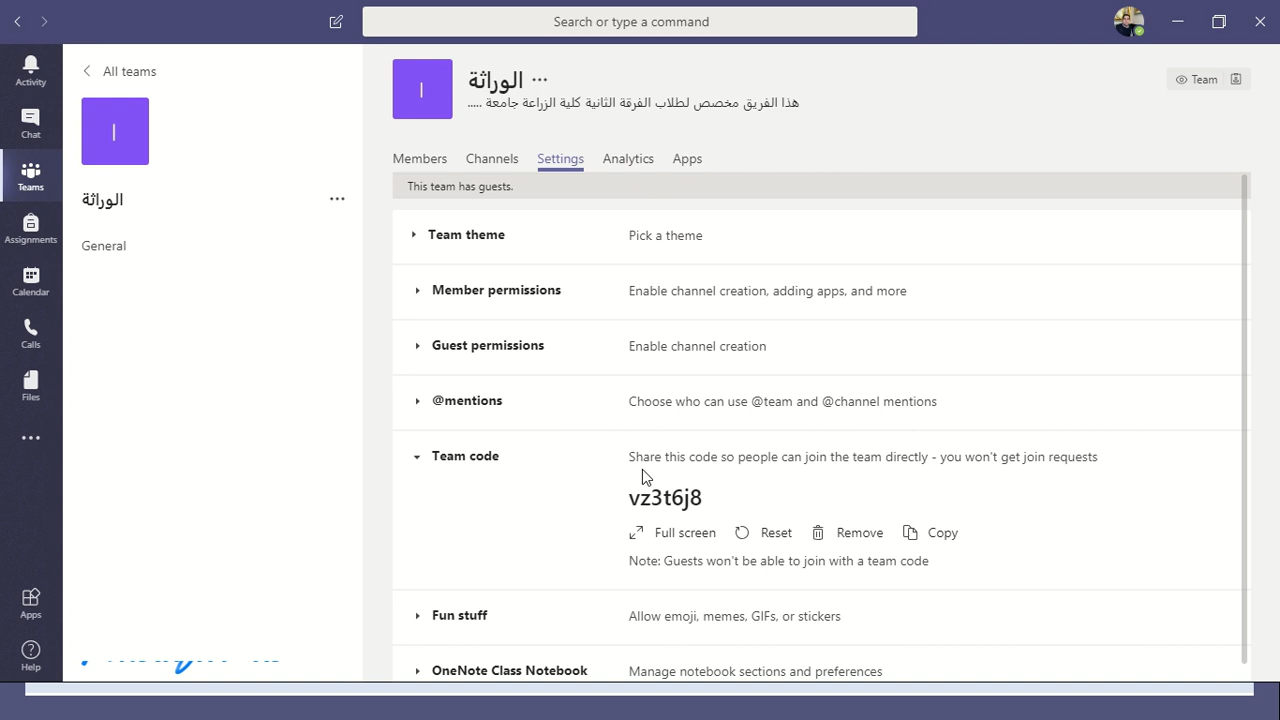 Search or type a command
Activity
Chat
Teams
Assignments
Calendar
Calls
Files
Apps
Help
All teams
ا
الوراثة
General
ا
الوراثة
هذا الفريق مخصص لطلاب الفرقة الثانية كلية الزراعة جامعة .....
Team
Members Channels Settings Analytics Apps
This team has guests.
Team theme Pick a theme
Member permissions Enable channel creation, adding apps, and more
Guest permissions Enable channel creation
@mentions Choose who can use @team and @channel mentions
Team code Share this code so people can join the team directly - you won't get join requests
vz3t6j8
Full screen Reset Remove Copy
Note: Guests won't be able to join with a team code
Fun stuff Allow emoji, memes, GIFs, or stickers
OneNote Class Notebook Manage notebook sections and preferences